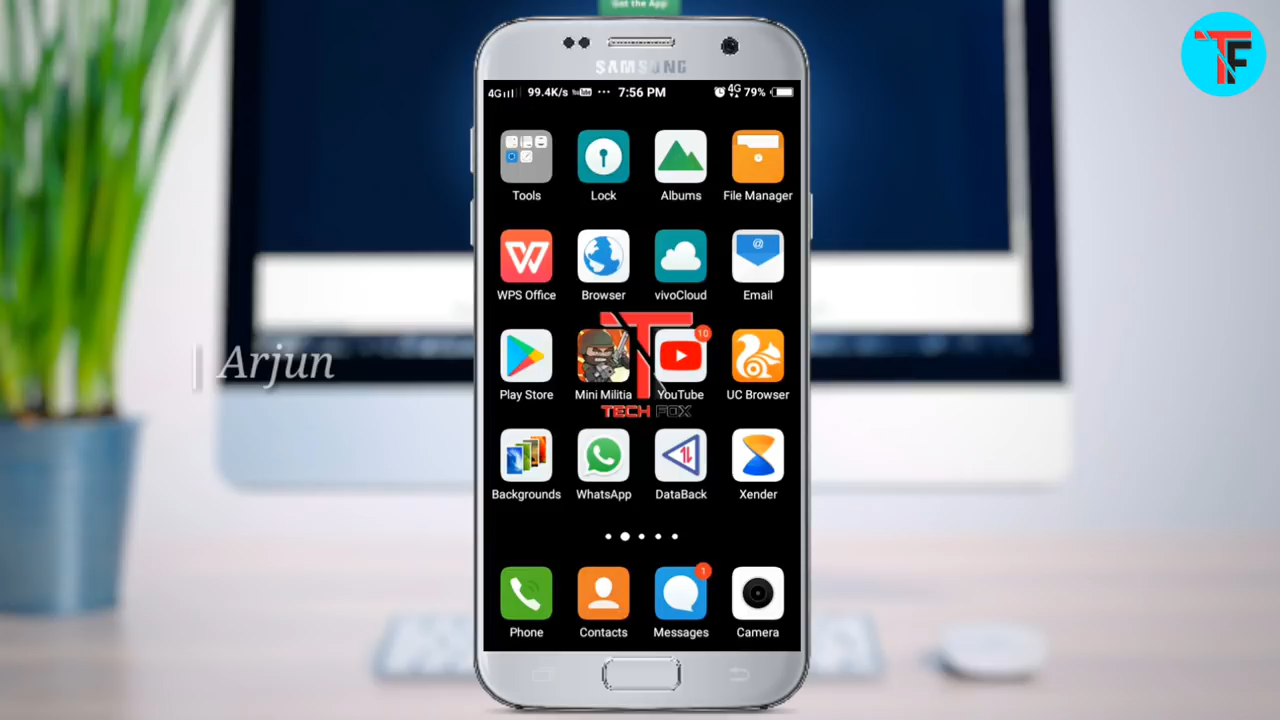 Get the App
TF
SAMSUNG
4G 99.4K/s YouTube ••• 7:56 PM 4G 79%
Tools Lock Albums File Manager
@
WPS Office Browser vivoCloud Email
10
Play Store Mini Militia YouTube UC Browser
TECH FOX
Arjun
Backgrounds WhatsApp DataBack Xender
1
Phone Contacts Messages Camera